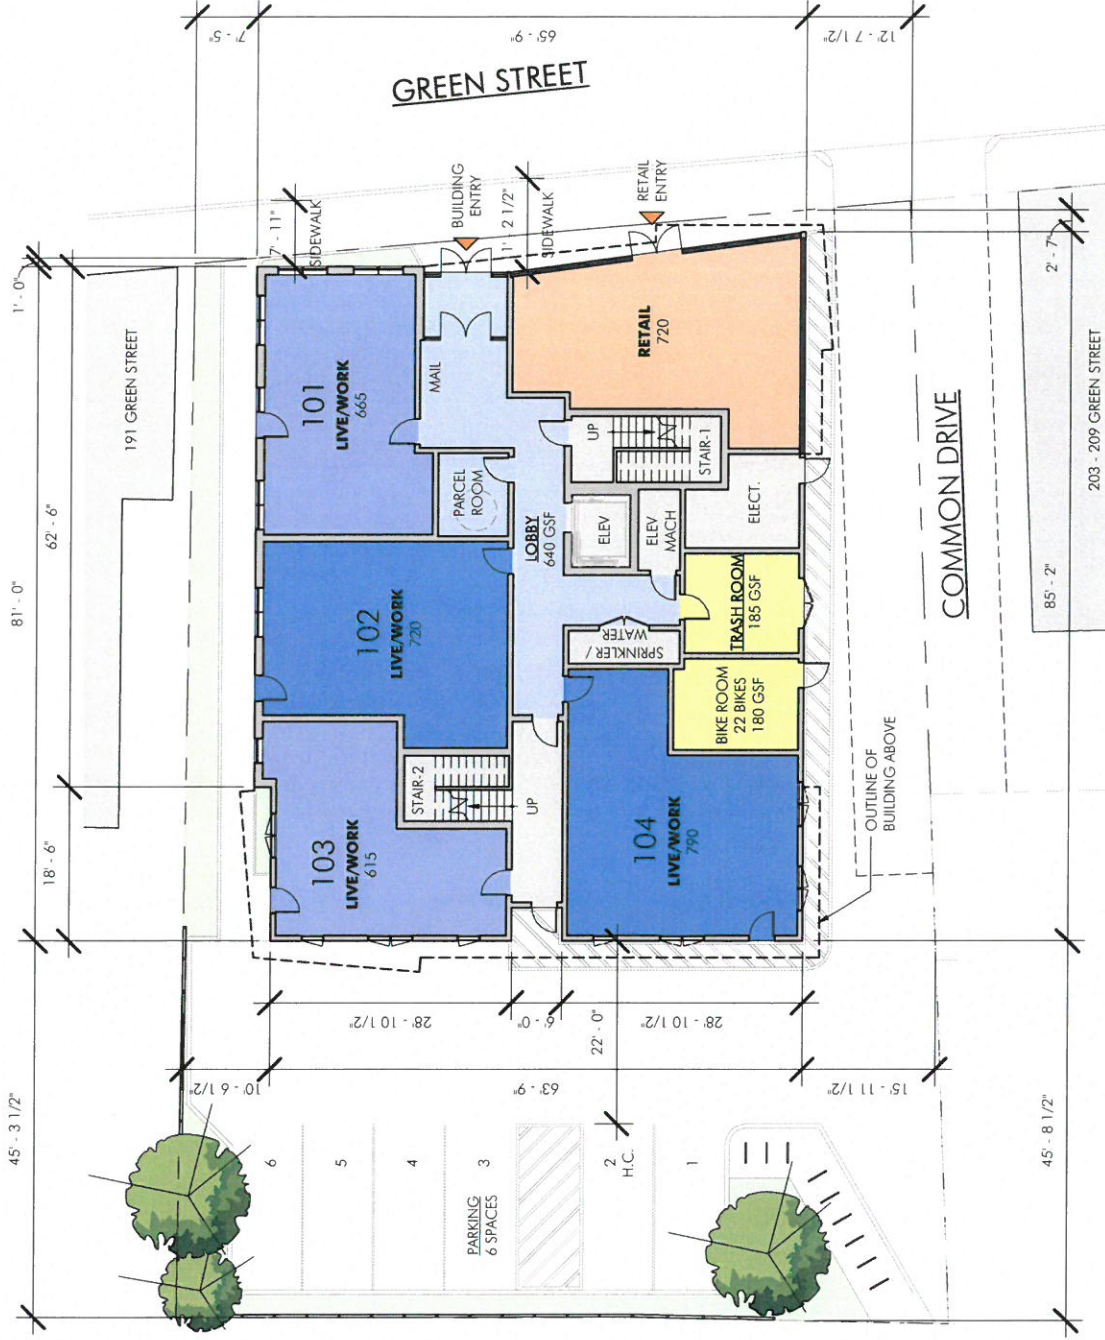 7' - 5"
65' - 9"
12' - 7 1/2"
GREEN STREET
1' - 0"
81' - 0"
62' - 6"
18' - 6"
45' - 3 1/2"
191 GREEN STREET
7' - 11"
SIDEWALK
BUILDING
ENTRY
1' - 2 1/2"
SIDEWALK
RETAIL
ENTRY
101
LIVE/WORK
665
MAIL
PARCEL
ROOM
RETAIL
720
UP
STAIR-1
LOBBY
640 GSF
ELEV
ELEV
MACH
ELECT.
102
LIVE/WORK
720
SPRINKLER /
WATER
TRASH ROOM
185 GSF
BIKE ROOM
22 BIKES
180 GSF
103
LIVE/WORK
615
STAIR-2
UP
104
LIVE/WORK
790
OUTLINE OF
BUILDING ABOVE
COMMON DRIVE
203 - 209 GREEN STREET
2' - 7"
85' - 2"
45' - 8 1/2"
28' - 10 1/2"
6' - 0"
28' - 10 1/2"
22' - 0"
10' - 6 1/2"
63' - 9"
15' - 11 1/2"
6
5
4
3
2
H.C.
1
PARKING
6 SPACES